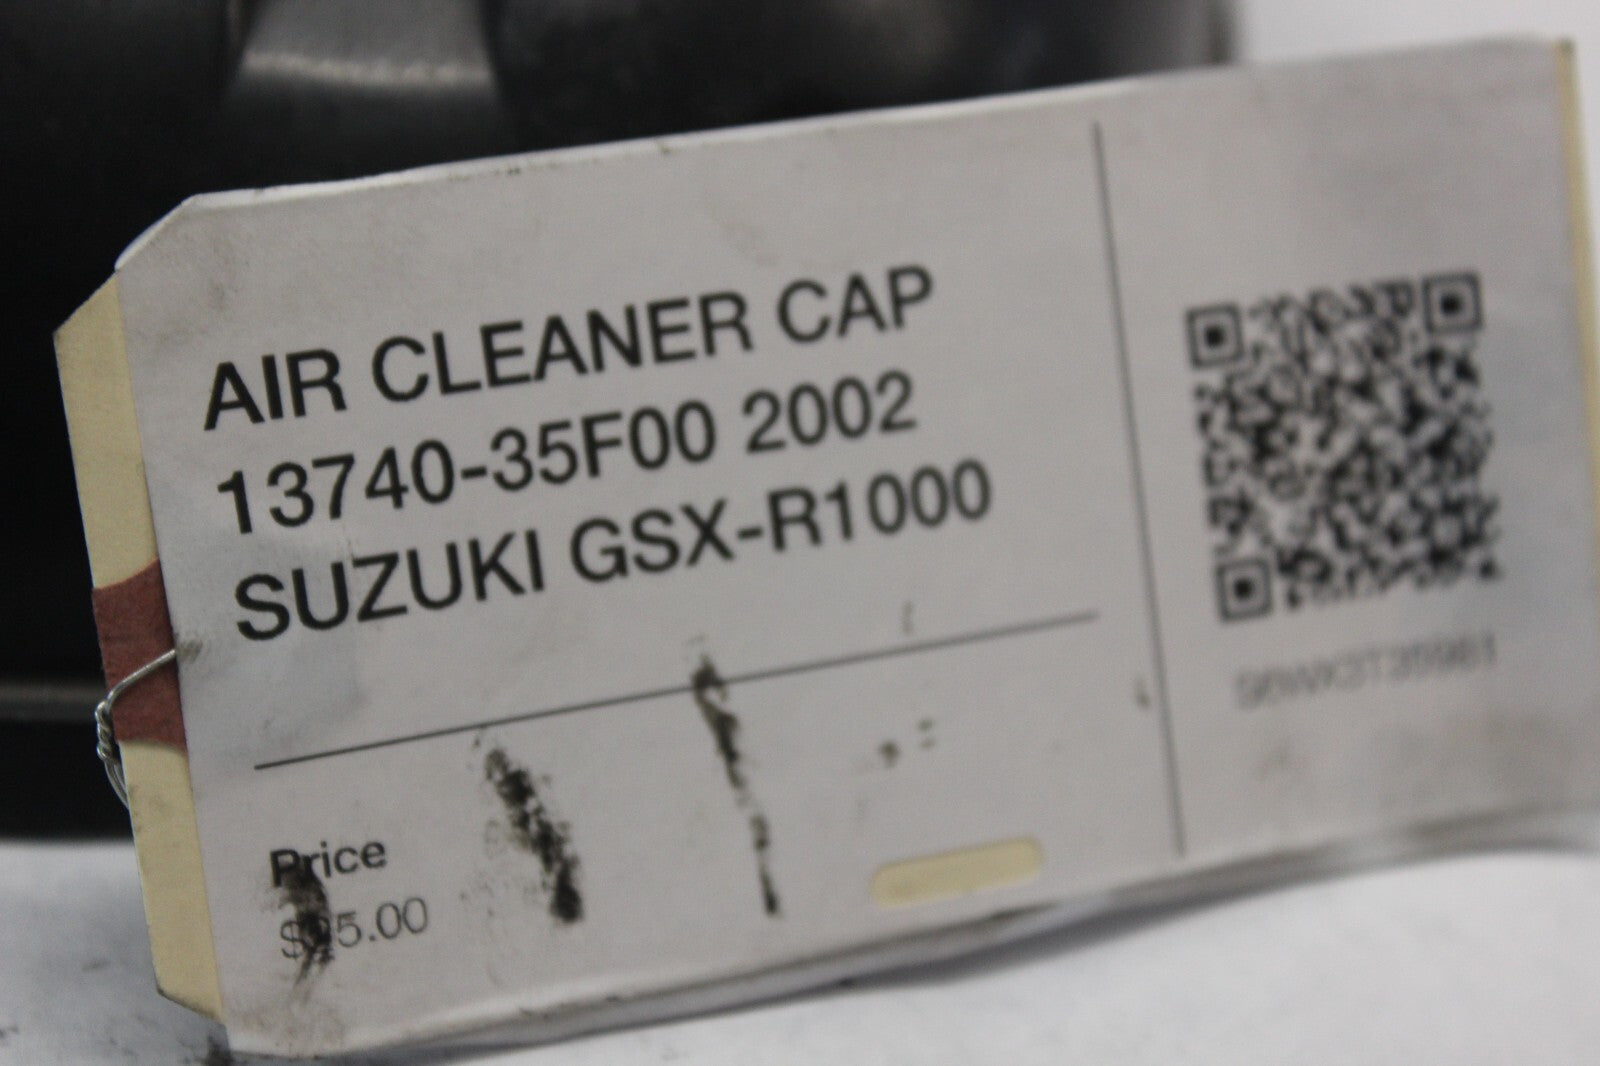 AIR CLEANER CAP
13740-35F00 2002
SUZUKI GSX-R1000
Price